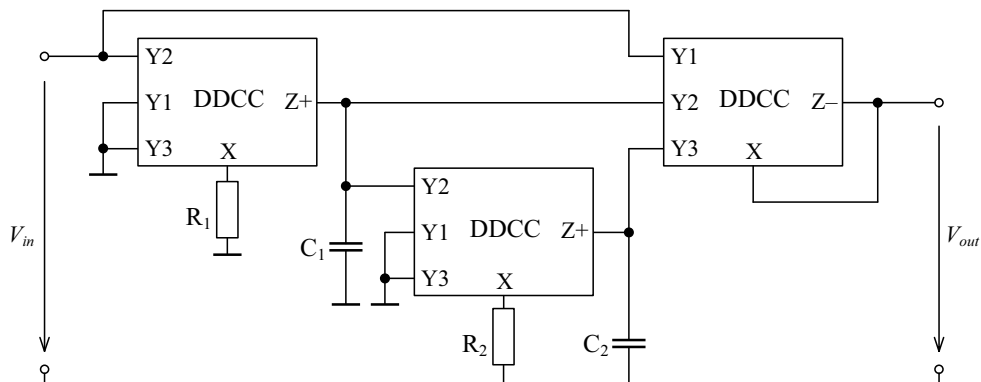 Y2
Y1
Y3
DDCC
Z+
X
R1
Vin
C1
Y2
Y1
Y3
DDCC
Z+
X
R2
C2
Y1
Y2
Y3
DDCC
Z–
X
Vout